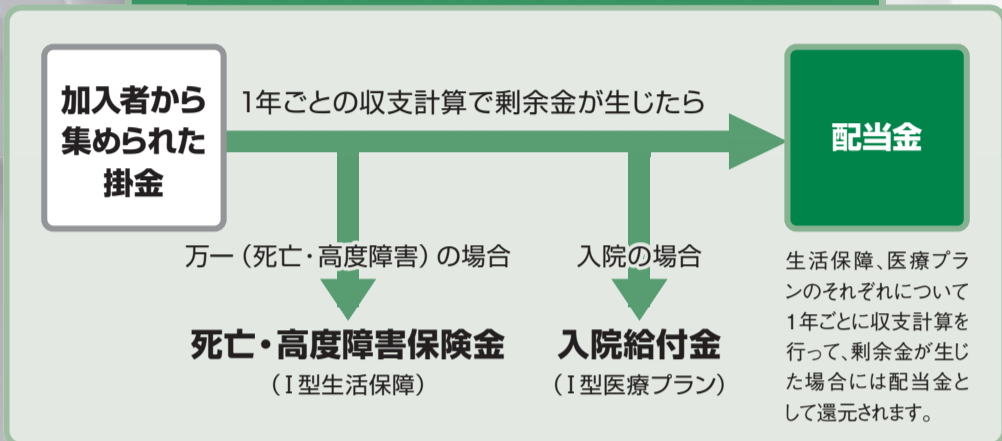 加入者から
集められた
掛金
1年ごとの収支計算で剰余金が生じたら
配当金
万一（死亡・高度障害）の場合
入院の場合
死亡・高度障害保険金
（Ⅰ型生活保障）
入院給付金
（Ⅰ型医療プラン）
生活保障、医療プラ
ンのそれぞれについて
1年ごとに収支計算を
行って、剰余金が生じ
た場合には配当金と
して還元されます。